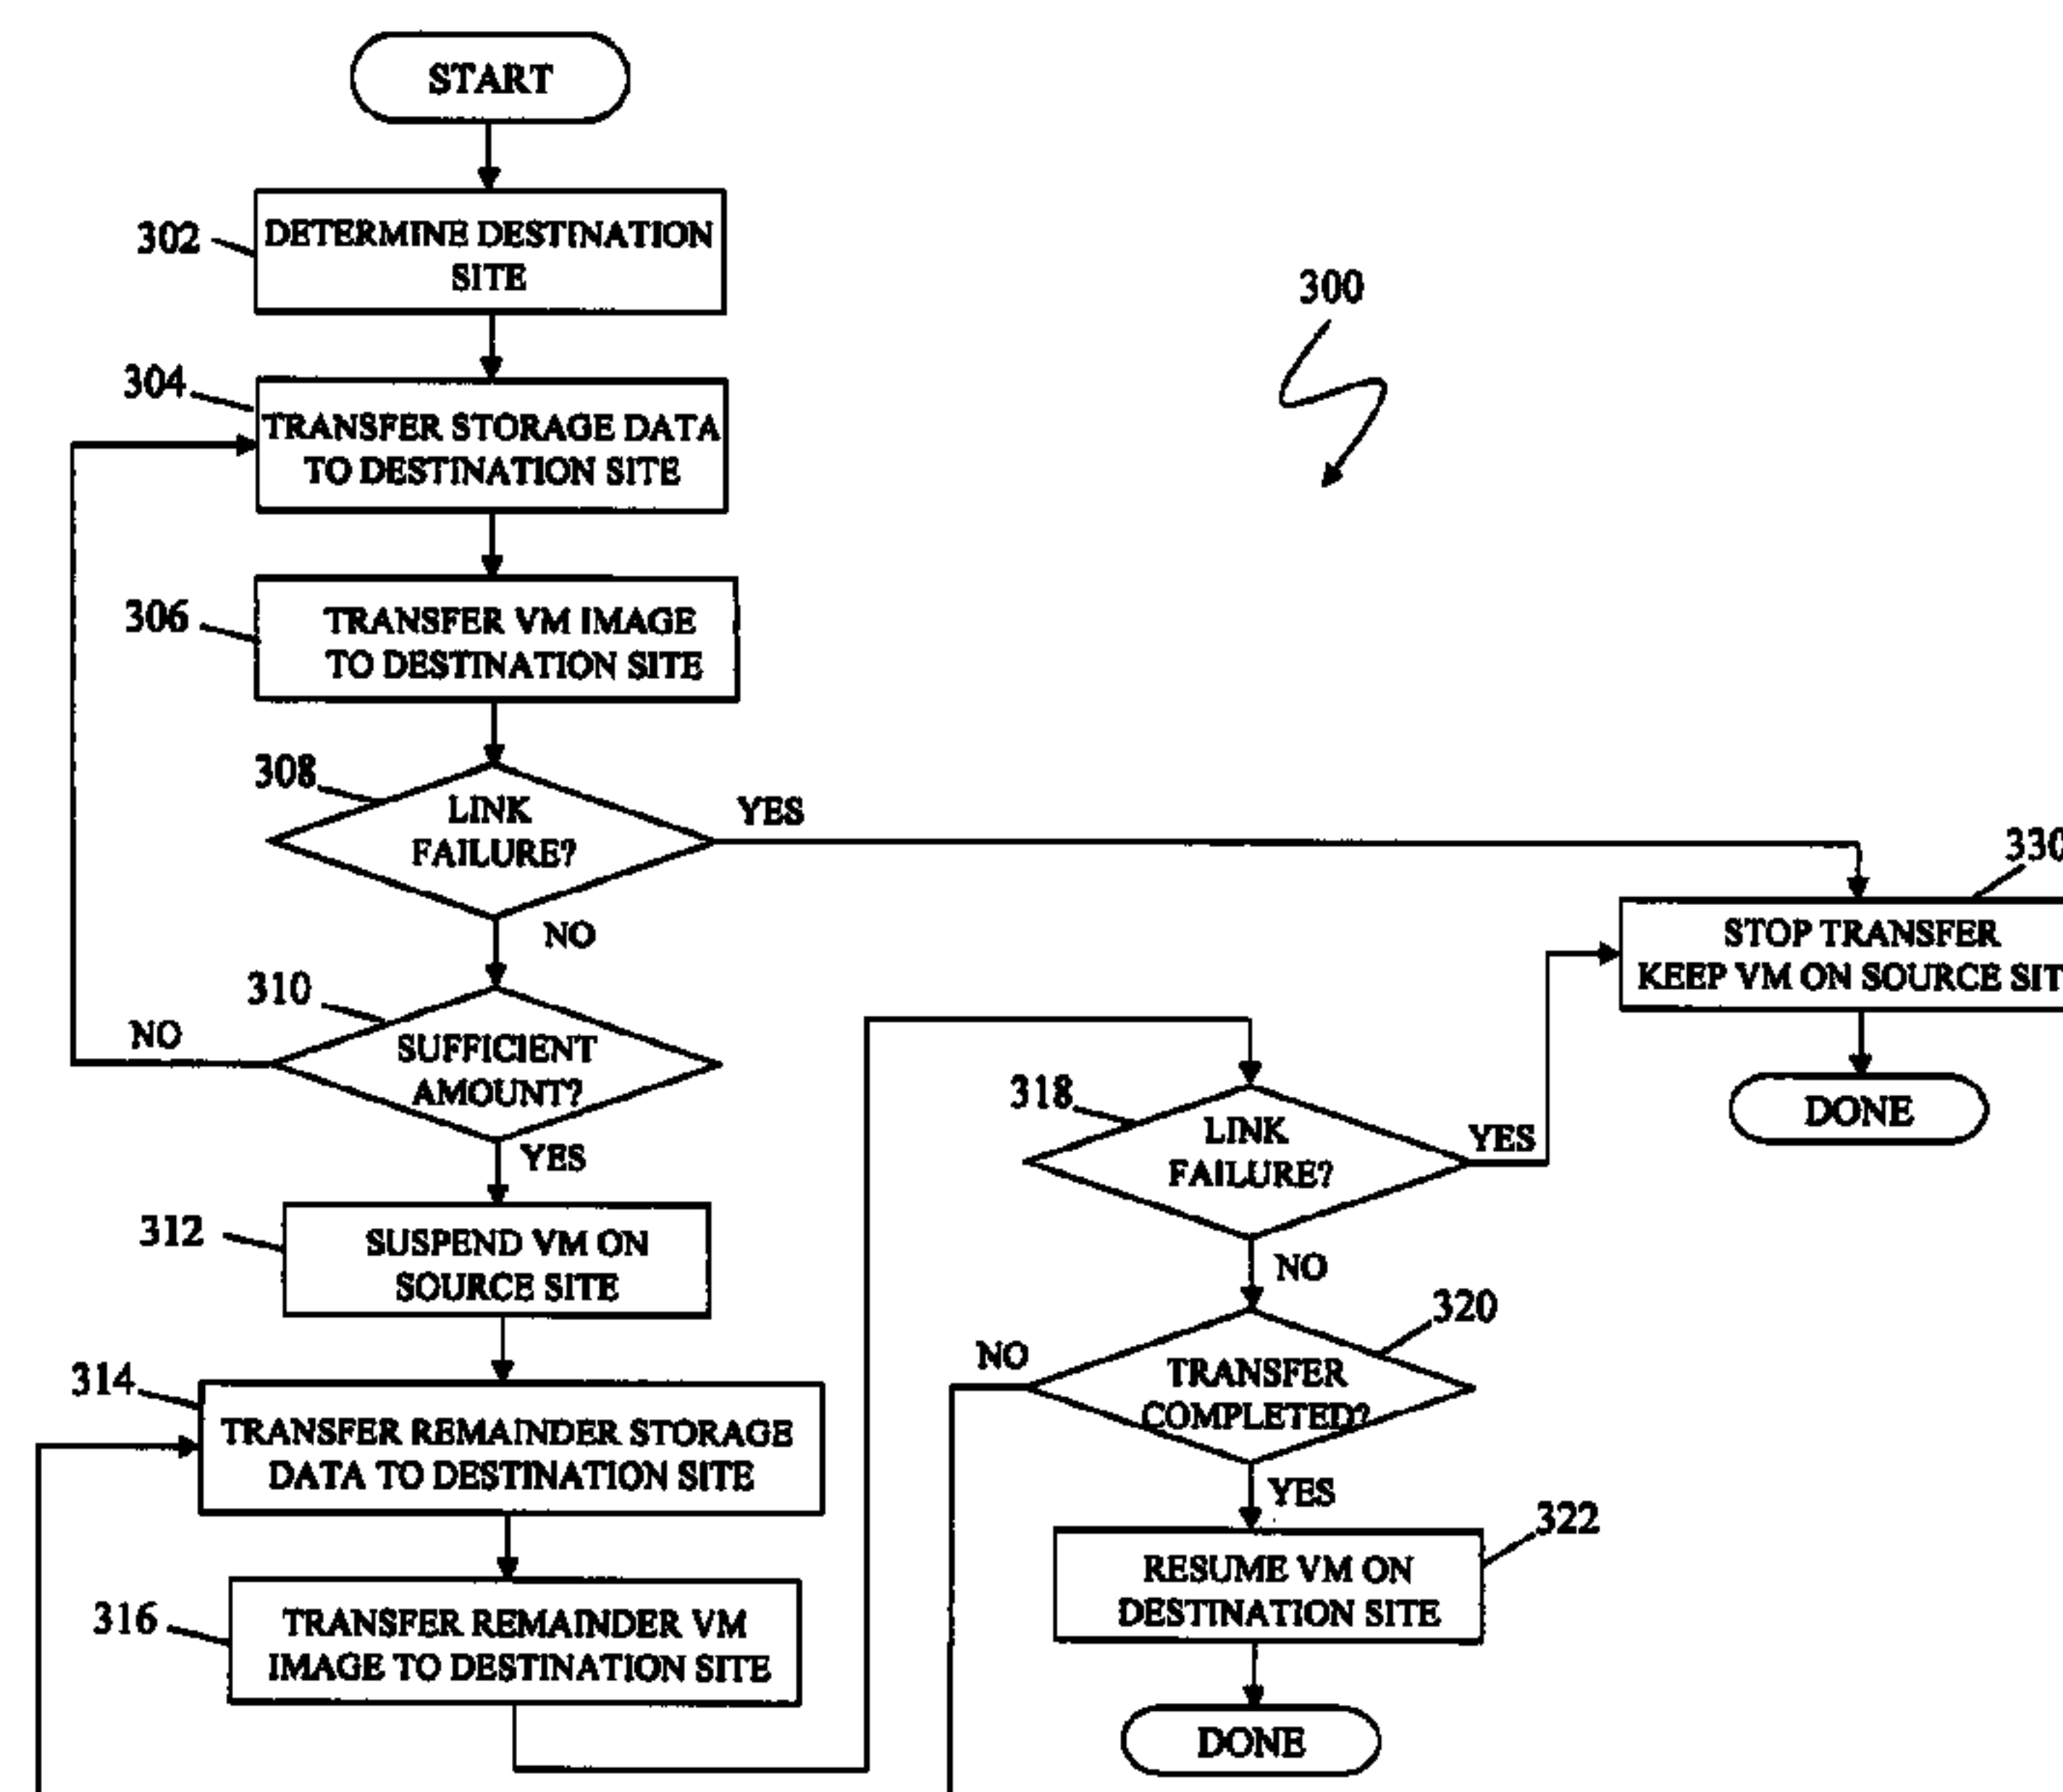 START
302
DETERMINE DESTINATION
SITE
300
304
TRANSFER STORAGE DATA
TO DESTINATION SITE
306
TRANSFER VM IMAGE
TO DESTINATION SITE
308
LINK
FAILURE?
YES
NO
330
STOP TRANSFER
KEEP VM ON SOURCE SIT
DONE
310
SUFFICIENT
AMOUNT?
NO
YES
312
SUSPEND VM ON
SOURCE SITE
314
TRANSFER REMAINDER STORAGE
DATA TO DESTINATION SITE
316
TRANSFER REMAINDER VM
IMAGE TO DESTINATION SITE
318
LINK
FAILURE?
YES
NO
320
TRANSFER
COMPLETED?
NO
YES
322
RESUME VM ON
DESTINATION SITE
DONE